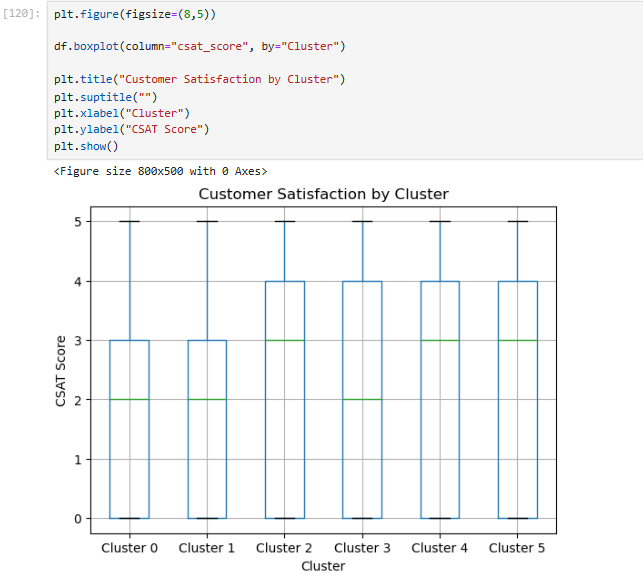 [120]: plt.figure(figsize=(8,5))
df.boxplot(column="csat_score", by="Cluster")
plt.title("Customer Satisfaction by Cluster")
plt.suptitle("")
plt.xlabel("Cluster")
plt.ylabel("CSAT Score")
plt.show()
<Figure size 800x500 with 0 Axes>
Customer Satisfaction by Cluster
5
4
3
2
1
0
CSAT Score
Cluster 0 Cluster 1 Cluster 2 Cluster 3 Cluster 4 Cluster 5
Cluster